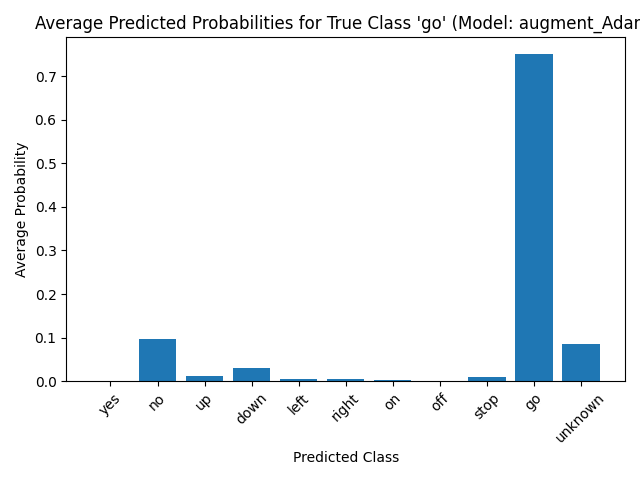 Average Predicted Probabilities for True Class 'go' (Model: augment_Adar
Average Probability
0.7
0.6
0.5
0.4
0.3
0.2
0.1
0.0
yes no up down left right on off stop go unknown
Predicted Class